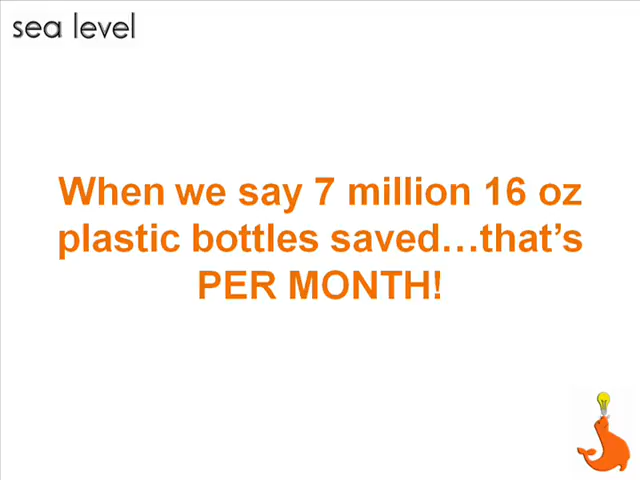 sea level
When we say 7 million 16 oz
plastic bottles saved…that’s
PER MONTH!